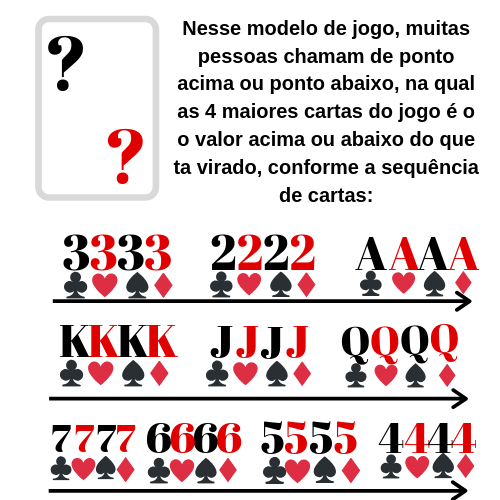 ?
?
Nesse modelo de jogo, muitas
pessoas chamam de ponto
acima ou ponto abaixo, na qual
as 4 maiores cartas do jogo é o
o valor acima ou abaixo do que
ta virado, conforme a sequência
de cartas:
3333 2222 AAAA
KKKK JJJJ QQQQ
7777 6666 5555 4444